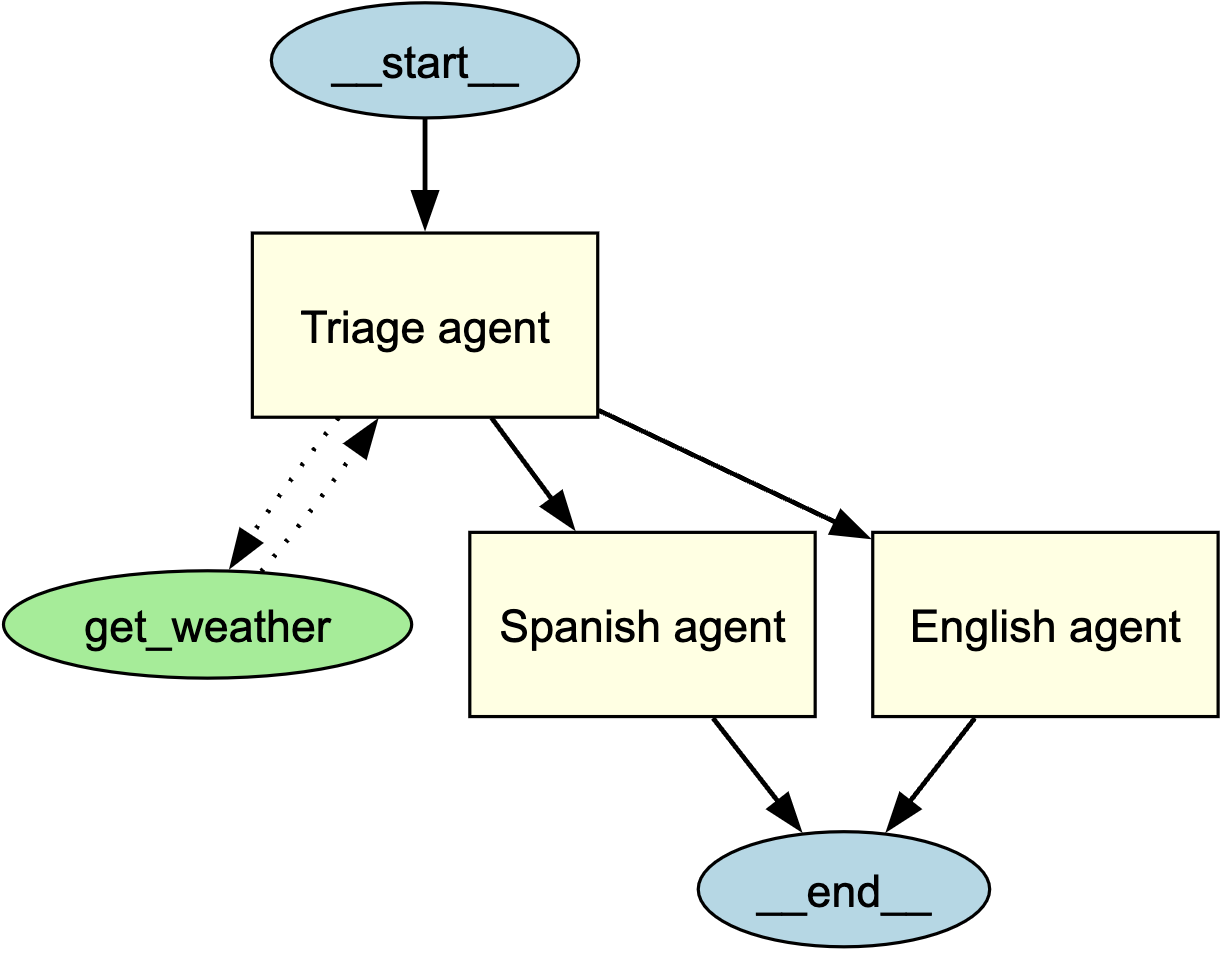 __start__
Triage agent
get_weather
Spanish agent
English agent
__end__